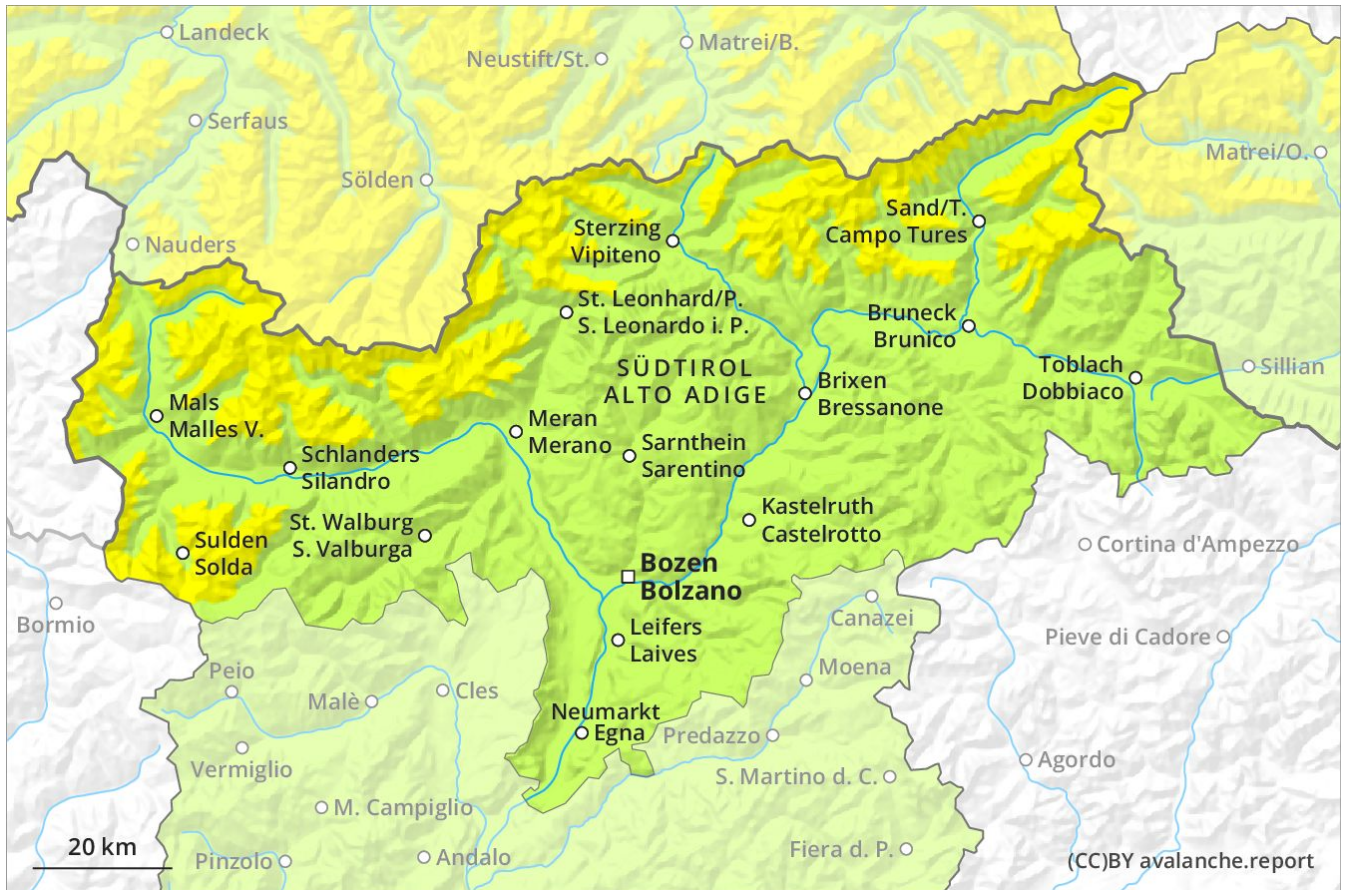 Landeck
Neustift/St.
Matrei/B.
Serfaus
Matrei/O.
Sölden
Sand/T.
Campo Tures
Nauders
Sterzing
Vipiteno
St. Leonhard/P.
S. Leonardo i. P.
Bruneck
Brunico
SÜDTIROL
ALTO ADIGE
Toblach
Dobbiaco
Sillian
Brixen
Bressanone
Mals
Malles V.
Meran
Merano
Sarnthein
Sarentino
Schlanders
Silandro
Kastelruth
Castelrotto
St. Walburg
S. Valburga
Sulden
Solda
Cortina d'Ampezzo
Bozen
Bolzano
Bormio
Canazei
Leifers
Laives
Pieve di Cadore
Peio
Moena
Malè
Cles
Neumarkt
Egna
Predazzo
Vermiglio
Agordo
S. Martino d. C.
M. Campiglio
20 km
Pinzolo
Andalo
Fiera d. P.
(CC)BY avalanche.report